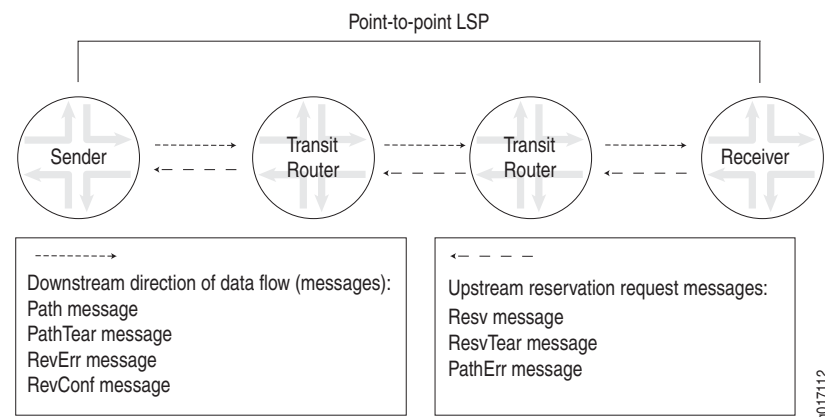 Point-to-point LSP
Sender
Transit
Router
Transit
Router
Receiver
Downstream direction of data flow (messages):
Path message
PathTear message
RevErr message
RevConf message
Upstream reservation request messages:
Resv message
ResvTear message
PathErr message